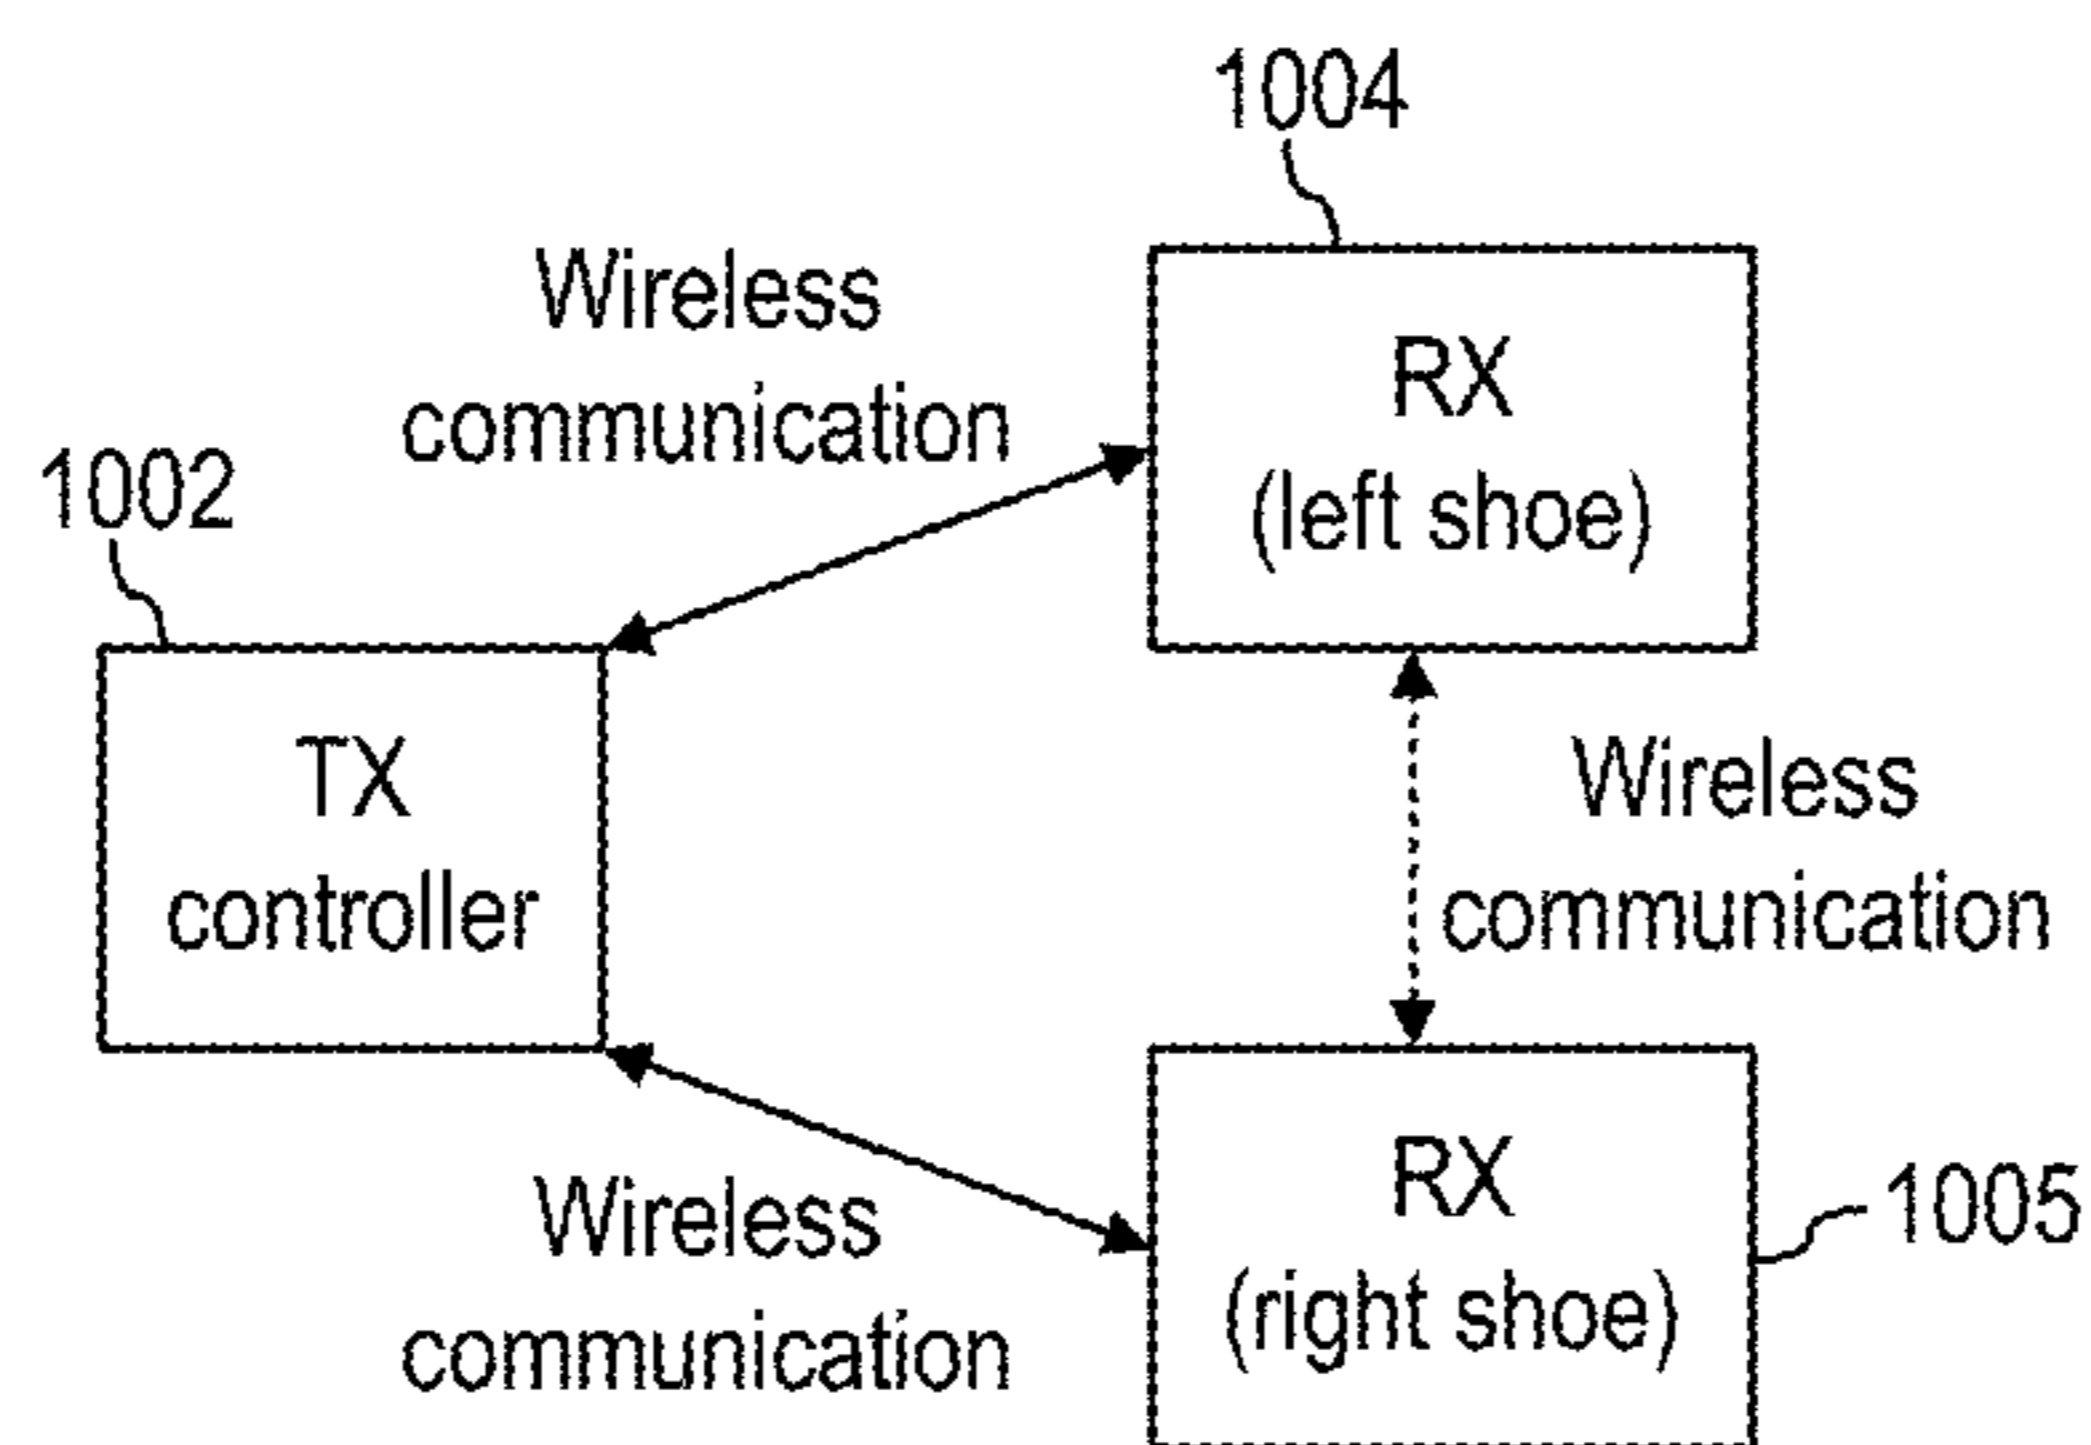 1004
Wireless
communication
RX
(left shoe)
1002
TX
controller
Wireless
communication
Wireless
communication
RX
(right shoe)
1005